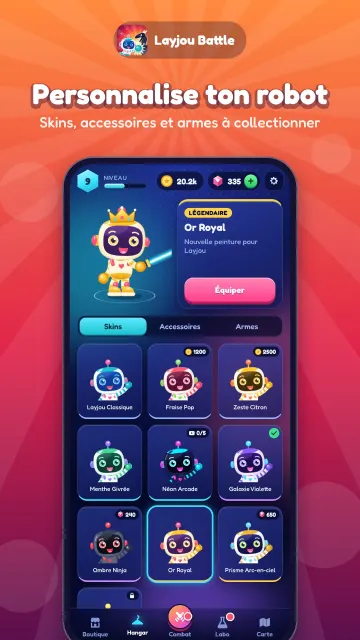 Layjou Battle
Personnalise ton robot
Skins, accessoires et armes à collectionner
9
NIVEAU
20.2k
335
LÉGENDAIRE
Or Royal
Nouvelle peinture pour
Layjou
Équiper
Skins
Accessoires
Armes
1200
2500
Layjou Classique
Fraise Pop
Zeste Citron
0/5
Menthe Givrée
Néon Arcade
Galaxie Violette
240
650
Ombre Ninja
Or Royal
Prisme Arc-en-ciel
Boutique
Hangar
Combat
Labo
Carte